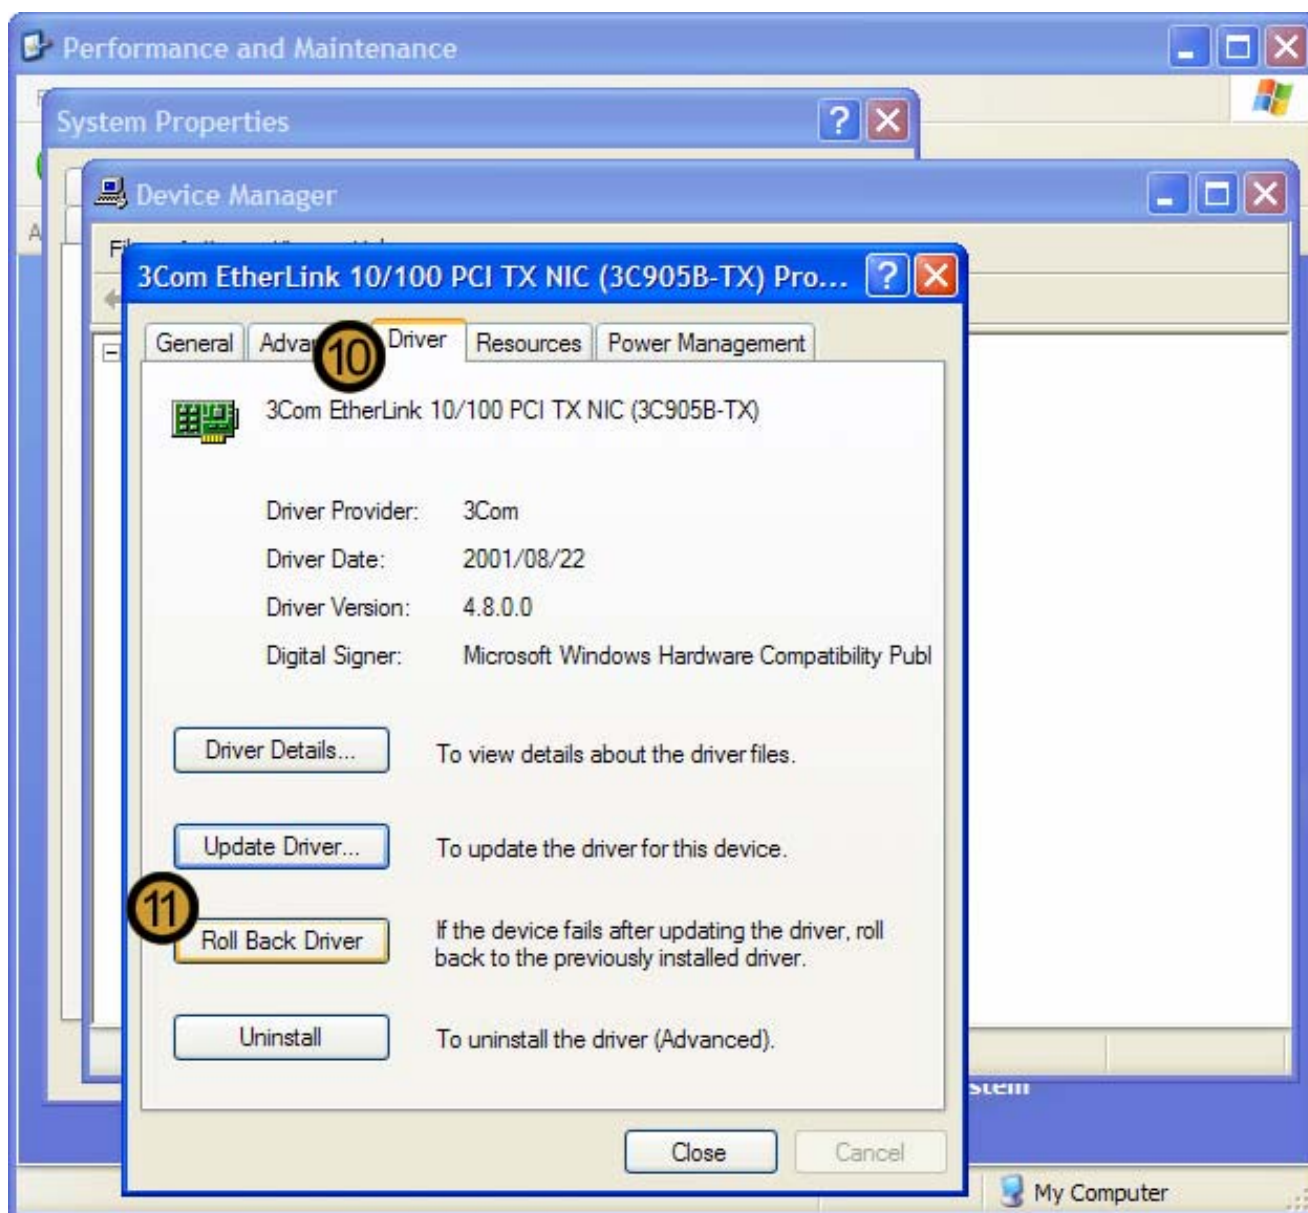 Performance and Maintenance
System Properties
Device Manager
3Com EtherLink 10/100 PCI TX NIC (3C905B-TX) Pro...
General
10
Driver
Resources
Power Management
3Com EtherLink 10/100 PCI TX NIC (3C905B-TX)
Driver Provider: 3Com
Driver Date: 2001/08/22
Driver Version: 4.8.0.0
Digital Signer: Microsoft Windows Hardware Compatibility Publ
Driver Details... To view details about the driver files.
Update Driver... To update the driver for this device.
11
Roll Back Driver
If the device fails after updating the driver, roll
back to the previously installed driver.
Uninstall To uninstall the driver (Advanced).
Close
Cancel
My Computer